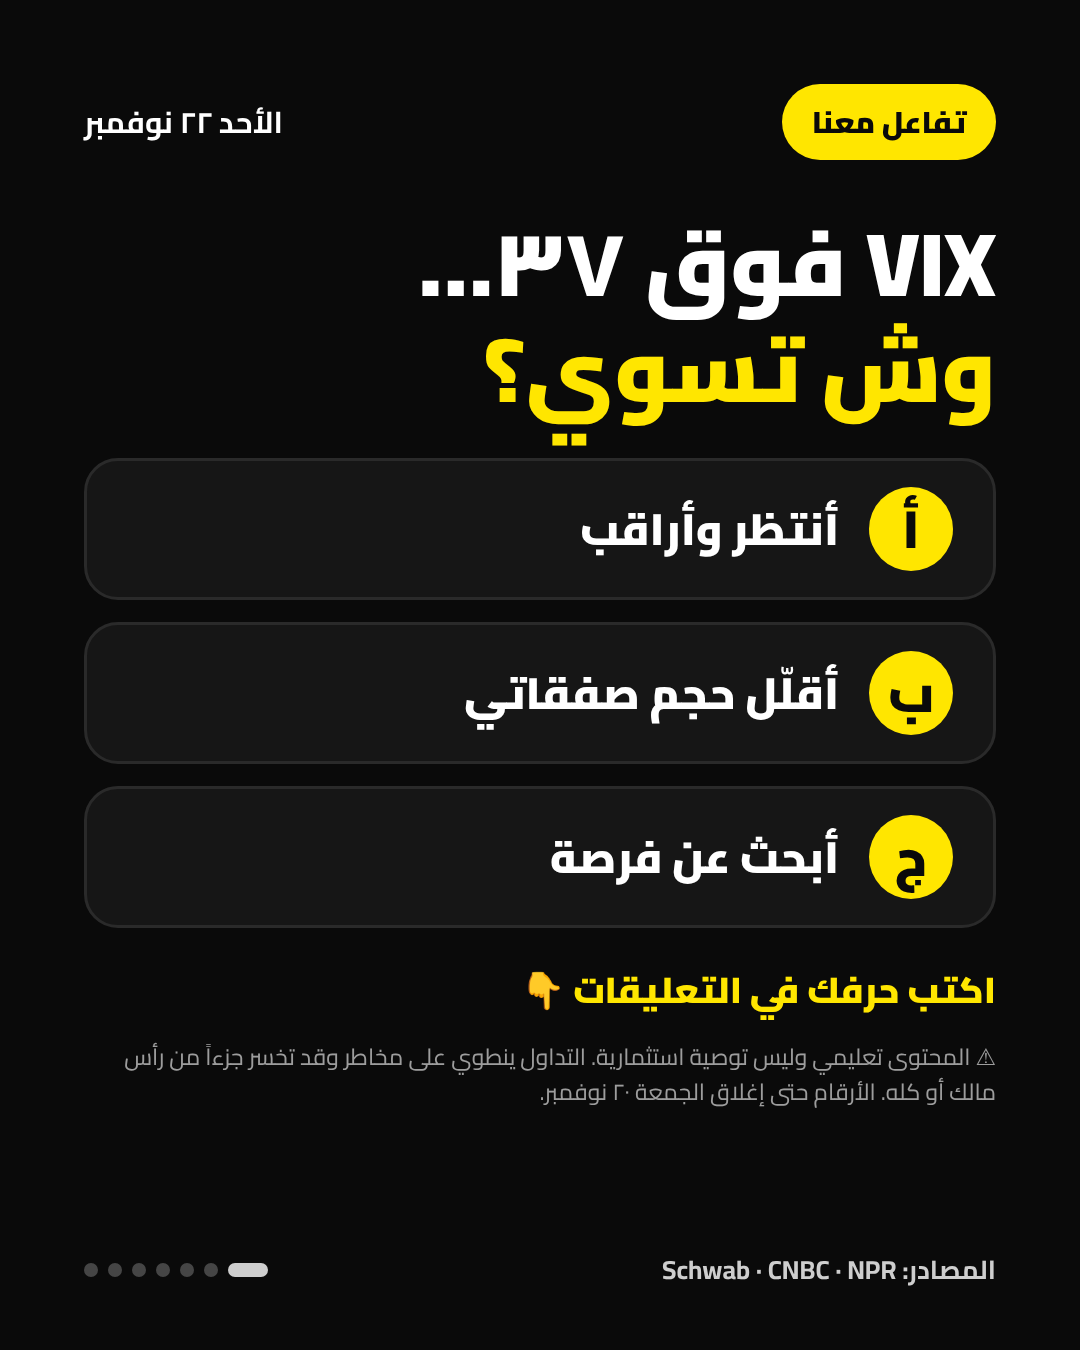 تفاعل معنا
الأحد ٢٢ نوفمبر
VIX فوق ٣٧...
وش تسوي؟
أ
أنتظر وأراقب
ب
أقلّل حجم صفقاتي
ج
أبحث عن فرصة
اكتب حرفك في التعليقات 👇
⚠ المحتوى تعليمي وليس توصية استثمارية. التداول ينطوي على مخاطر وقد تخسر جزءاً من رأس
مالك أو كله. الأرقام حتى إغلاق الجمعة ٢٠ نوفمبر.
المصادر: Schwab · CNBC · NPR